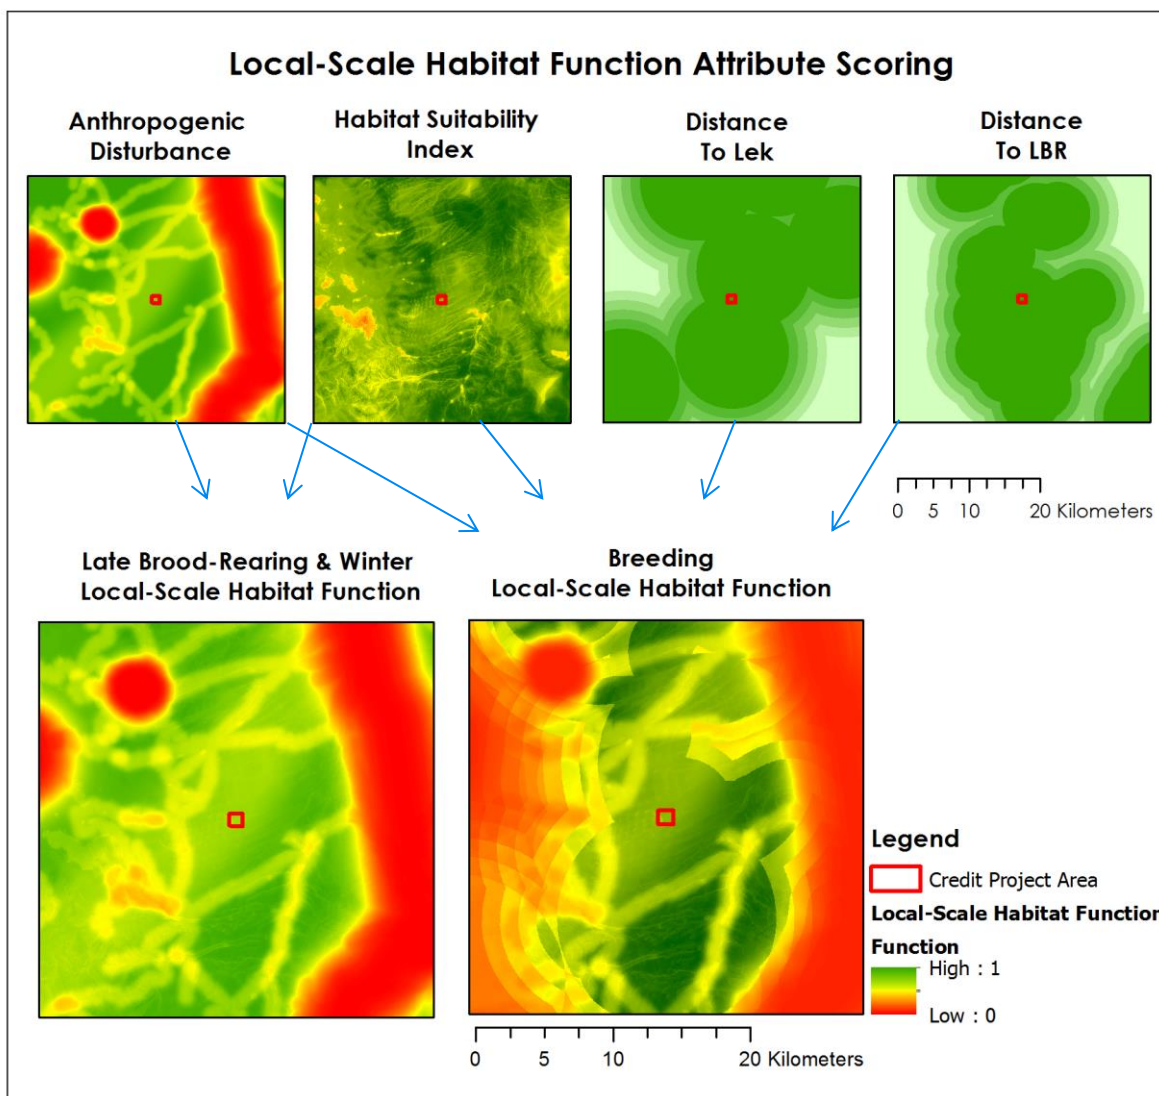 Local-Scale Habitat Function Attribute Scoring
Anthropogenic
Disturbance
Habitat Suitability
Index
Distance
To Lek
Distance
To LBR
0 5 10 20 Kilometers
Late Brood-Rearing & Winter
Local-Scale Habitat Function
Breeding
Local-Scale Habitat Function
Legend
Credit Project Area
Local-Scale Habitat Function
Function
High : 1
Low : 0
0 5 10 20 Kilometers